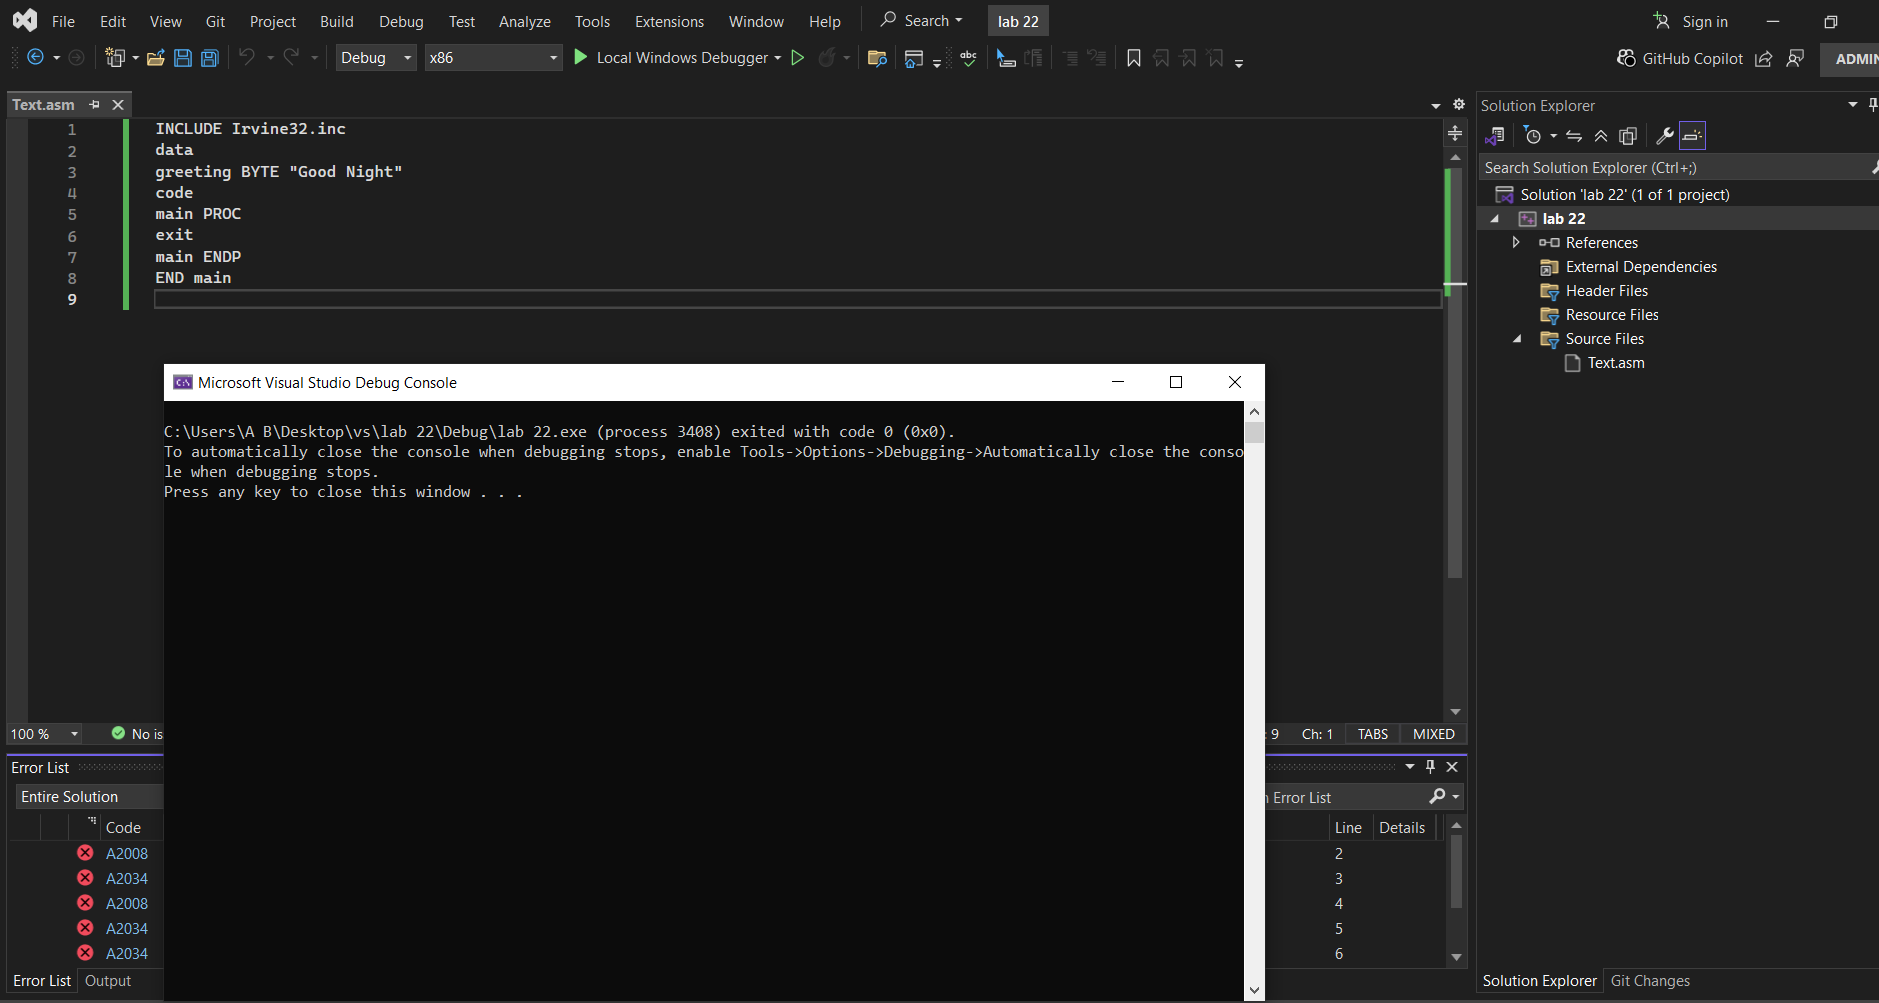 File Edit View Git Project Build Debug Test Analyze Tools Extensions Window Help Search lab 22 Sign in
Debug x86 Local Windows Debugger abc GitHub Copilot
Text.asm
1 INCLUDE Irvine32.inc
2 data
3 greeting BYTE "Good Night"
4 code
5 main PROC
6 exit
7 main ENDP
8 END main
9
Microsoft Visual Studio Debug Console
C:\Users\A B\Desktop\vs\lab 22\Debug\lab 22.exe (process 3408) exited with code 0 (0x0).
To automatically close the console when debugging stops, enable Tools->Options->Debugging->Automatically close the conso
le when debugging stops.
Press any key to close this window . . .
100 % No is : 9 Ch: 1 TABS MIXED
Error List
Entire Solution Error List
Code Line Details
A2008 2
A2034 3
A2008 4
A2034 5
A2034 6
Error List Output
Solution Explorer
Search Solution Explorer (Ctrl+;)
Solution 'lab 22' (1 of 1 project)
lab 22
References
External Dependencies
Header Files
Resource Files
Source Files
Text.asm
Solution Explorer Git Changes